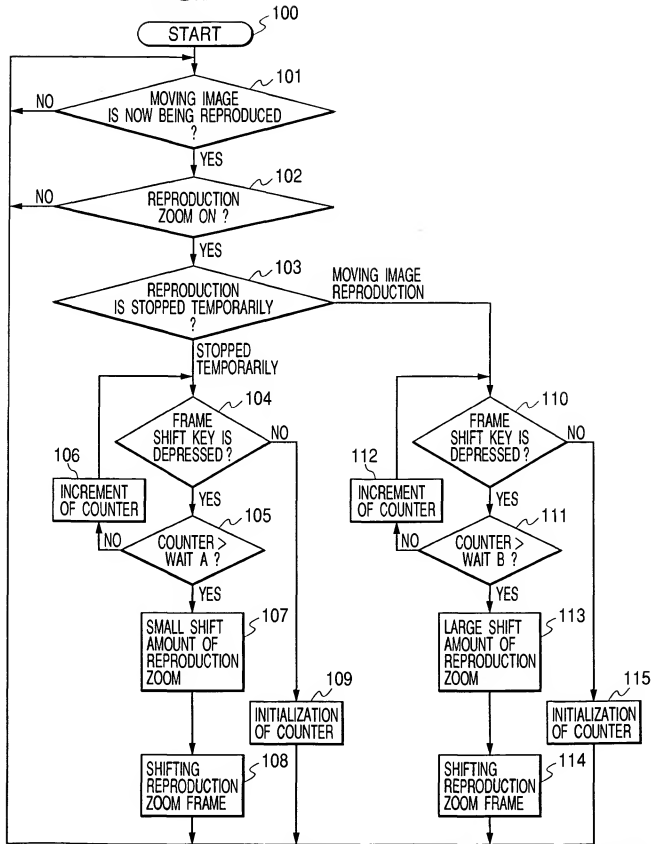 START
100
101
MOVING IMAGE
IS NOW BEING REPRODUCED
?
NO
YES
102
REPRODUCTION
ZOOM ON ?
NO
YES
103
REPRODUCTION
IS STOPPED TEMPORARILY
?
MOVING IMAGE
REPRODUCTION
STOPPED
TEMPORARILY
104
FRAME
SHIFT KEY IS
DEPRESSED ?
NO
YES
106
INCREMENT
OF COUNTER
105
COUNTER >
WAIT A ?
NO
YES
107
SMALL SHIFT
AMOUNT OF
REPRODUCTION
ZOOM
109
INITIALIZATION
OF COUNTER
108
SHIFTING
REPRODUCTION
ZOOM FRAME
110
FRAME
SHIFT KEY IS
DEPRESSED ?
NO
YES
112
INCREMENT
OF COUNTER
111
COUNTER >
WAIT B ?
NO
YES
113
LARGE SHIFT
AMOUNT OF
REPRODUCTION
ZOOM
115
INITIALIZATION
OF COUNTER
114
SHIFTING
REPRODUCTION
ZOOM FRAME